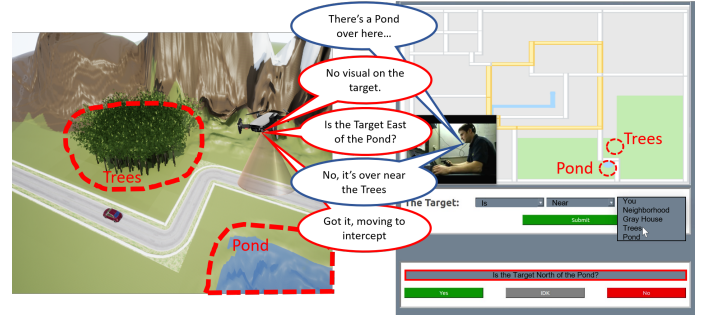 There's a Pond
over here...
No visual on the
target.
Is the Target East
of the Pond?
No, it's over near
the Trees
Got it, moving to
intercept
Trees
Pond
Trees
Pond
The Target:
Is
Near
You
Neighborhood
Gray House
Trees
Pond
Submit
Is the Target North of the Pond?
Yes
IDK
No